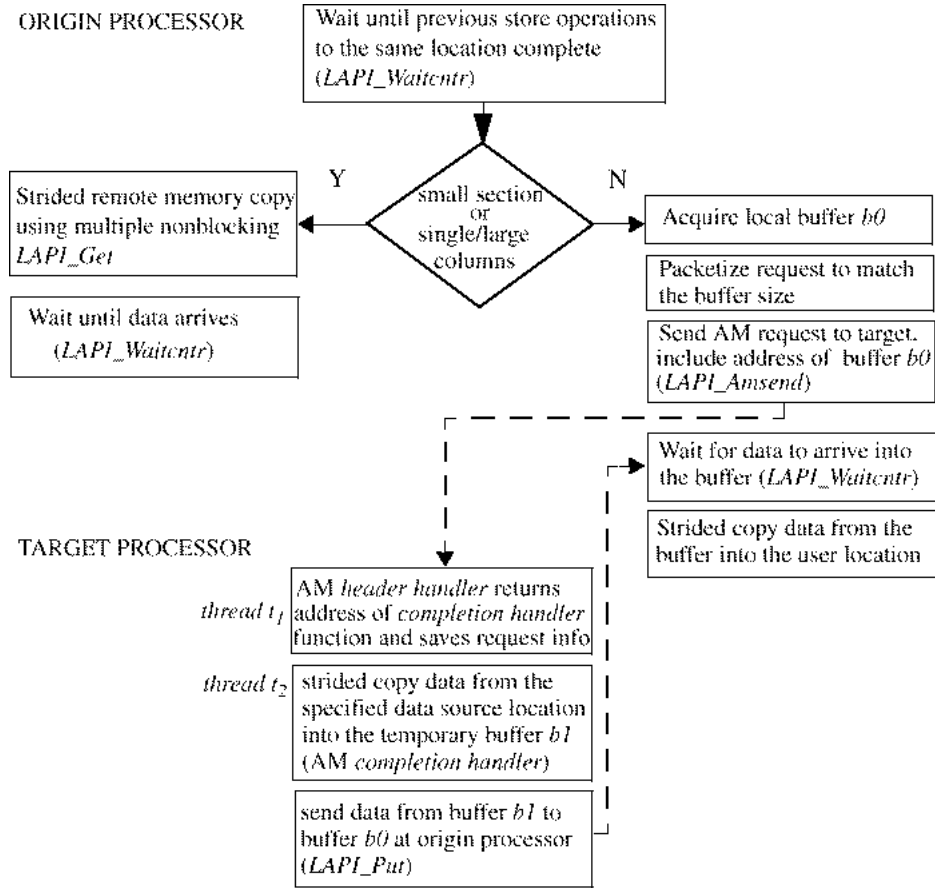 ORIGIN PROCESSOR
Wait until previous store operations
to the same location complete
(LAPI_Waitcntr)
Y
N
small section
or
single/large
columns
Strided remote memory copy
using multiple nonblocking
LAPI_Get
Wait until data arrives
(LAPI_Waitcntr)
Acquire local buffer b0
Packetize request to match
the buffer size
Send AM request to target,
include address of buffer b0
(LAPI_Amsend)
Wait for data to arrive into
the buffer (LAPI_Waitcntr)
Strided copy data from the
buffer into the user location
TARGET PROCESSOR
thread t1
AM header handler returns
address of completion handler
function and saves request info
thread t2
strided copy data from the
specified data source location
into the temporary buffer b1
(AM completion handler)
send data from buffer b1 to
buffer b0 at origin processor
(LAPI_Put)